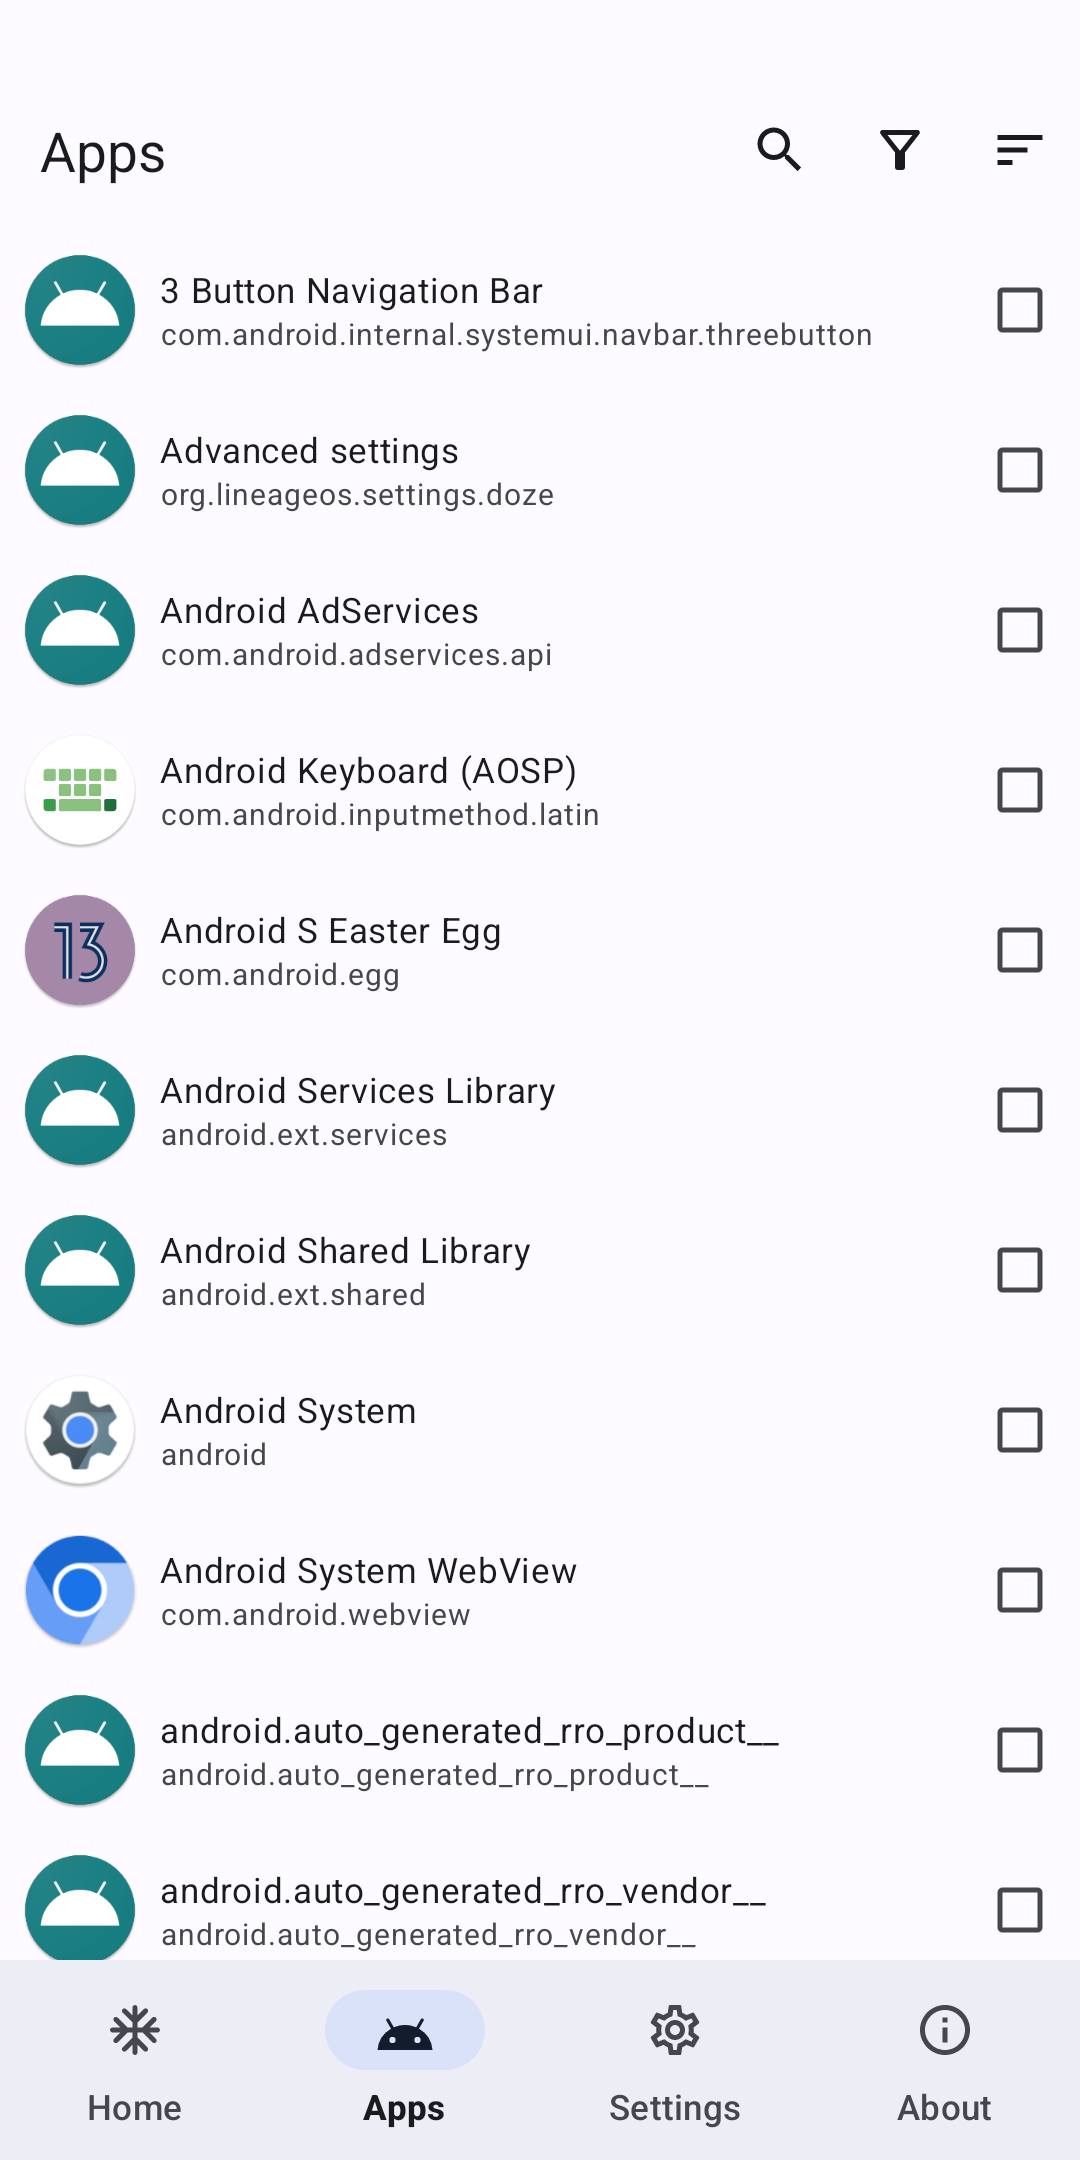 Apps
3 Button Navigation Bar
com.android.internal.systemui.navbar.threebutton
Advanced settings
org.lineageos.settings.doze
Android AdServices
com.android.adservices.api
Android Keyboard (AOSP)
com.android.inputmethod.latin
13
Android S Easter Egg
com.android.egg
Android Services Library
android.ext.services
Android Shared Library
android.ext.shared
Android System
android
Android System WebView
com.android.webview
android.auto_generated_rro_product__
android.auto_generated_rro_product__
android.auto_generated_rro_vendor__
android.auto_generated_rro_vendor__
Home Apps Settings About